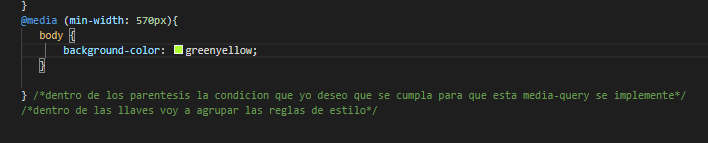 }
@media (min-width: 570px){
body {
background-color: greenyellow;
}
} /*dentro de los parentesis la condicion que yo deseo que se cumpla para que esta media-query se implemente*/
/*dentro de las llaves voy a agrupar las reglas de estilo*/